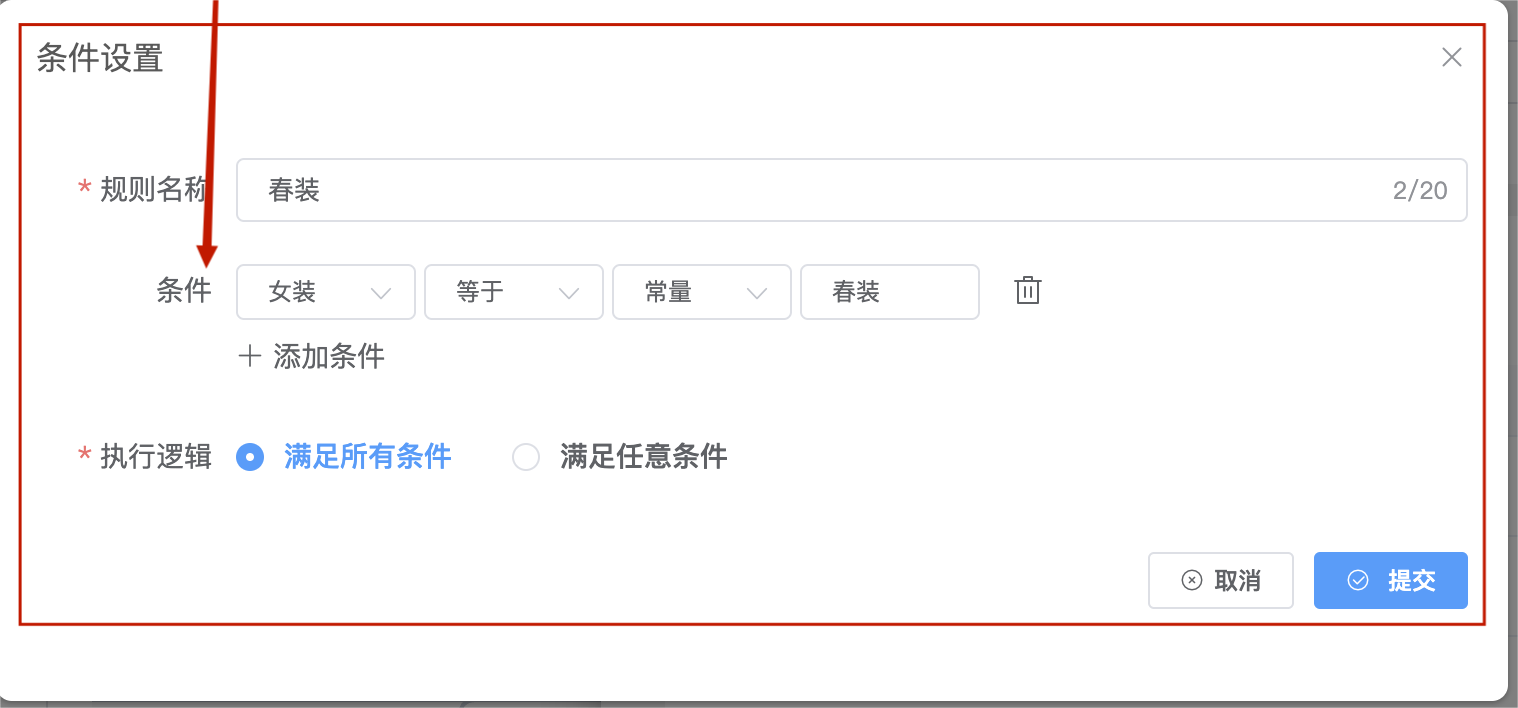 条件设置
* 规则名称 春装 2/20
条件 女装 等于 常量 春装
添加条件
* 执行逻辑 满足所有条件 满足任意条件
取消 提交